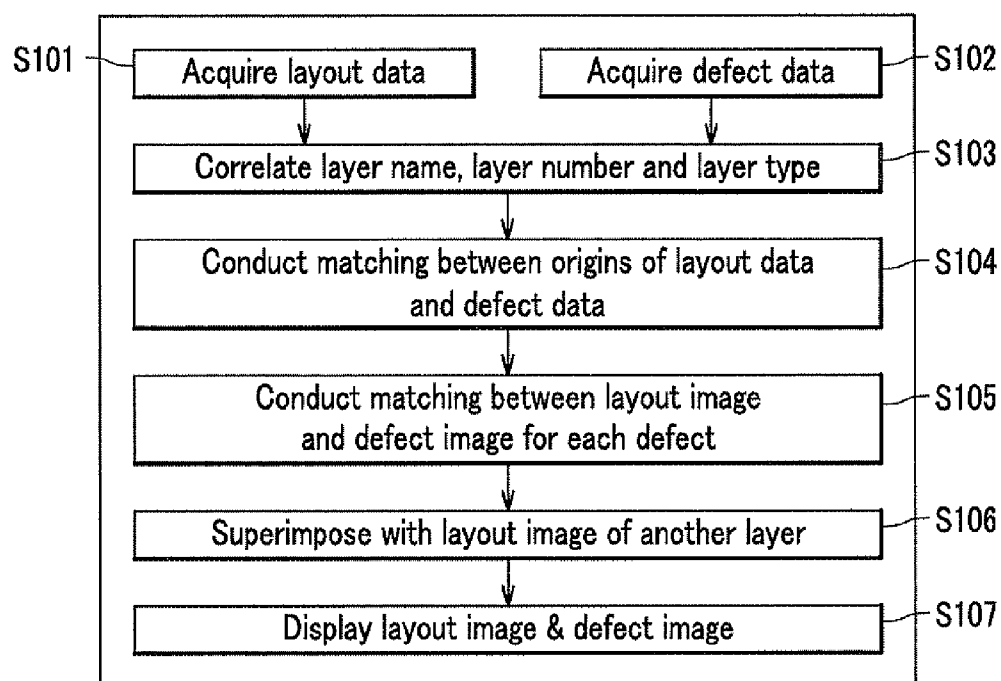 S101
Acquire layout data
Acquire defect data
S102
Correlate layer name, layer number and layer type
S103
Conduct matching between origins of layout data
and defect data
S104
Conduct matching between layout image
and defect image for each defect
S105
Superimpose with layout image of another layer
S106
Display layout image & defect image
S107